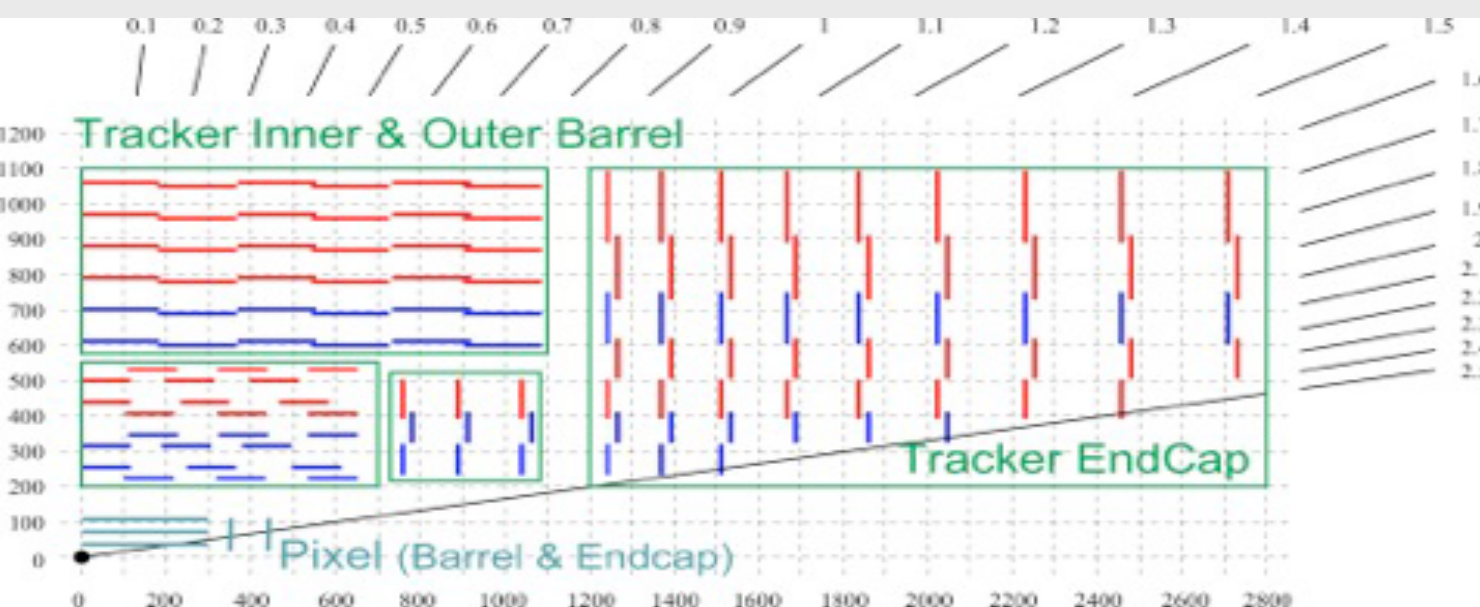 0.1 0.2 0.3 0.4 0.5 0.6 0.7 0.8 0.9 1 1.1 1.2 1.3 1.4 1.5
Tracker Inner & Outer Barrel
1200
1100
1000
900
800
700
600
500
400
300
200
100
0
Tracker EndCap
Pixel (Barrel & Endcap)
0 200 400 600 800 1000 1200 1400 1600 1800 2000 2200 2400 2600 2800